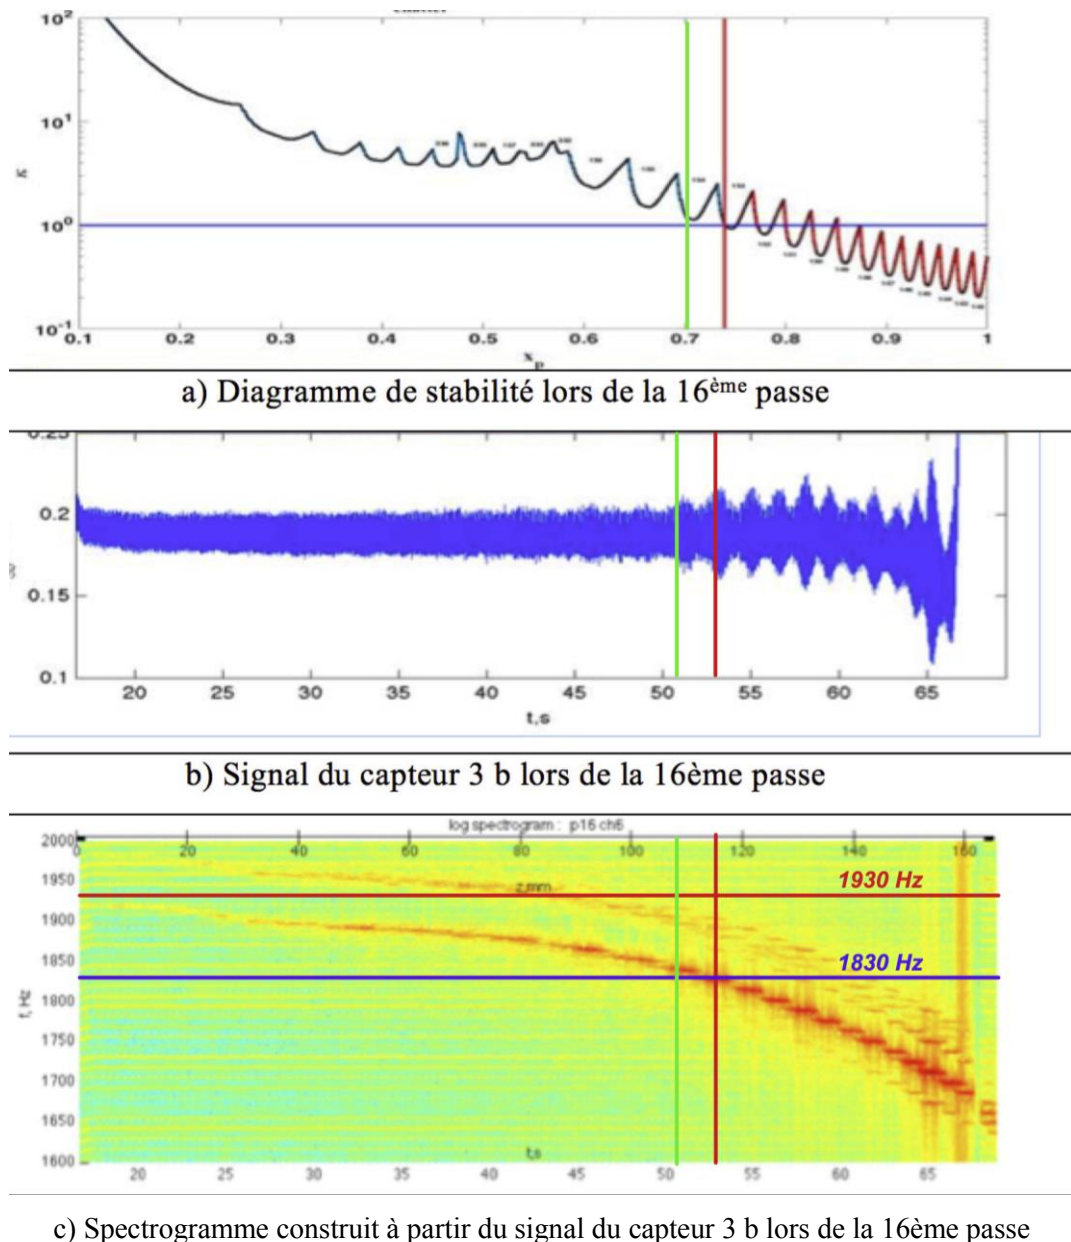 10²
10¹
10⁰
10⁻¹
κ
0.1 0.2 0.3 0.4 0.5 0.6 0.7 0.8 0.9 1
xₚ
a) Diagramme de stabilité lors de la 16ème passe
0.25
0.2
0.15
0.1
20 25 30 35 40 45 50 55 60 65
t,s
b) Signal du capteur 3 b lors de la 16ème passe
log spectrogram : p16 ch6
0 20 40 60 80 100 120 140 160
z,mm
2000
1950
1900
1850
1800
1750
1700
1650
1600
f, Hz
1930 Hz
1830 Hz
t,s
20 25 30 35 40 45 50 55 60 65
c) Spectrogramme construit à partir du signal du capteur 3 b lors de la 16ème passe